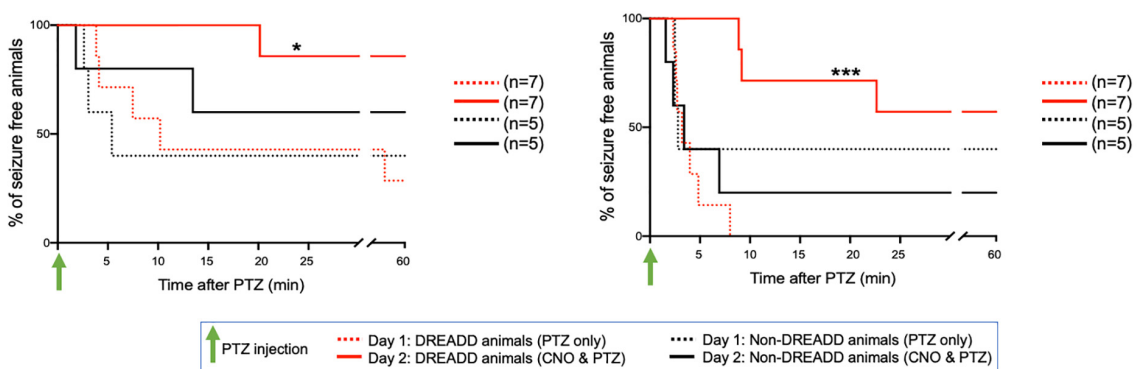 % of seizure free animals
100
50
0
5
10
15
20
25
60
Time after PTZ (min)
*
(n=7)
(n=7)
(n=5)
(n=5)
% of seizure free animals
100
50
0
5
10
15
20
25
60
Time after PTZ (min)
***
(n=7)
(n=7)
(n=5)
(n=5)
PTZ injection
Day 1: DREADD animals (PTZ only)
Day 2: DREADD animals (CNO & PTZ)
Day 1: Non-DREADD animals (PTZ only)
Day 2: Non-DREADD animals (CNO & PTZ)